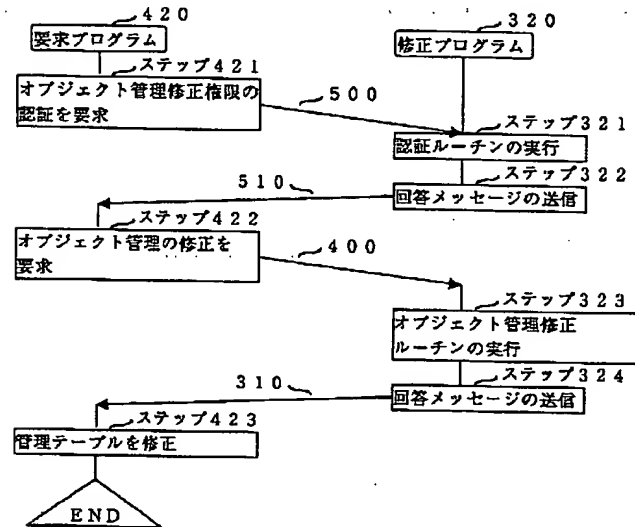 420
要求プログラム
320
修正プログラム
ステップ421
オブジェクト管理修正権限の
認証を要求
500
ステップ321
認証ルーチンの実行
ステップ322
回答メッセージの送信
510
ステップ422
オブジェクト管理の修正を
要求
400
ステップ323
オブジェクト管理修正
ルーチンの実行
ステップ324
回答メッセージの送信
310
ステップ423
管理テーブルを修正
END